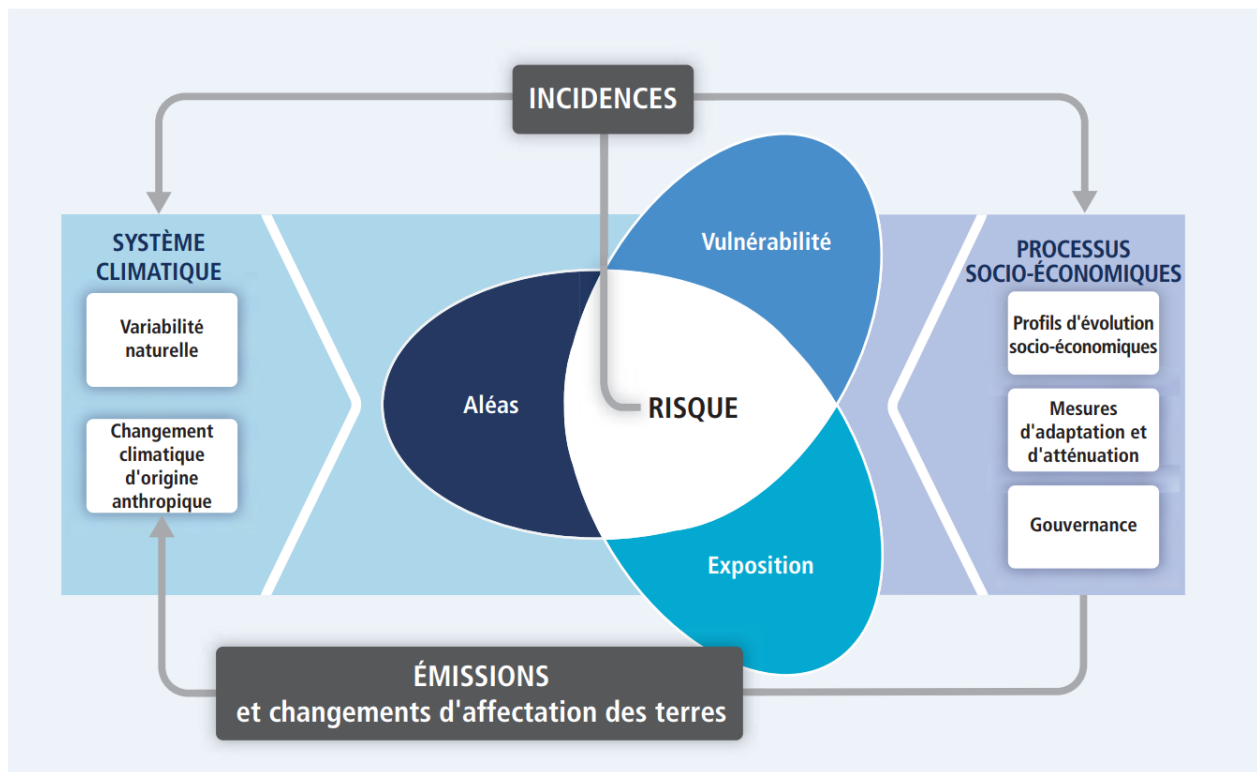 INCIDENCES
SYSTÈME
CLIMATIQUE
Variabilité
naturelle
Changement
climatique
d'origine
anthropique
Aléas
Vulnérabilité
RISQUE
Exposition
PROCESSUS
SOCIO-ÉCONOMIQUES
Profils d'évolution
socio-économiques
Mesures
d'adaptation et
d'atténuation
Gouvernance
ÉMISSIONS
et changements d'affectation des terres